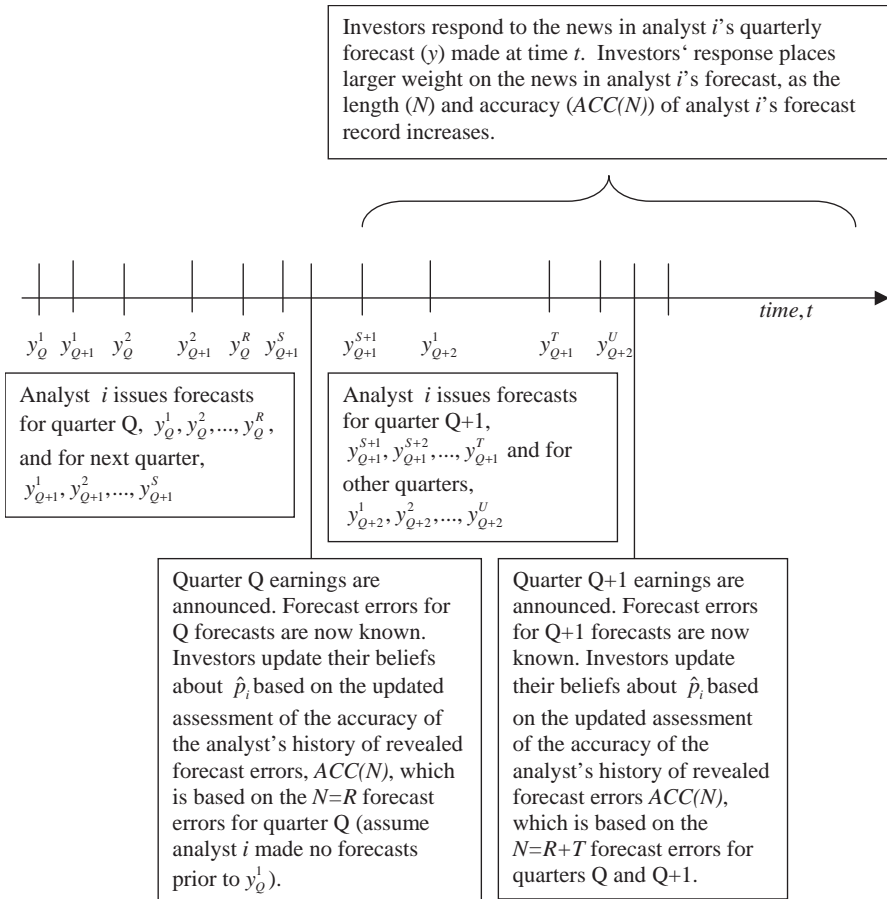 Investors respond to the news in analyst i's quarterly
forecast (y) made at time t. Investors‘ response places
larger weight on the news in analyst i's forecast, as the
length (N) and accuracy (ACC(N)) of analyst i's forecast
record increases.
time, t
y_Q^1 y_{Q+1}^1 y_Q^2 y_{Q+1}^2 y_Q^R y_{Q+1}^S y_{Q+1}^{S+1} y_{Q+2}^1 y_{Q+1}^T y_{Q+2}^U
Analyst i issues forecasts
for quarter Q, y_Q^1, y_Q^2,..., y_Q^R,
and for next quarter,
y_{Q+1}^1, y_{Q+1}^2,..., y_{Q+1}^S
Analyst i issues forecasts
for quarter Q+1,
y_{Q+1}^{S+1}, y_{Q+1}^{S+2},..., y_{Q+1}^T and for
other quarters,
y_{Q+2}^1, y_{Q+2}^2,..., y_{Q+2}^U
Quarter Q earnings are
announced. Forecast errors for
Q forecasts are now known.
Investors update their beliefs
about p̂_i based on the updated
assessment of the accuracy of
the analyst's history of revealed
forecast errors, ACC(N), which
is based on the N=R forecast
errors for quarter Q (assume
analyst i made no forecasts
prior to y_Q^1).
Quarter Q+1 earnings are
announced. Forecast errors
for Q+1 forecasts are now
known. Investors update
their beliefs about p̂_i based
on the updated assessment
of the accuracy of the
analyst's history of revealed
forecast errors ACC(N),
which is based on the
N=R+T forecast errors for
quarters Q and Q+1.